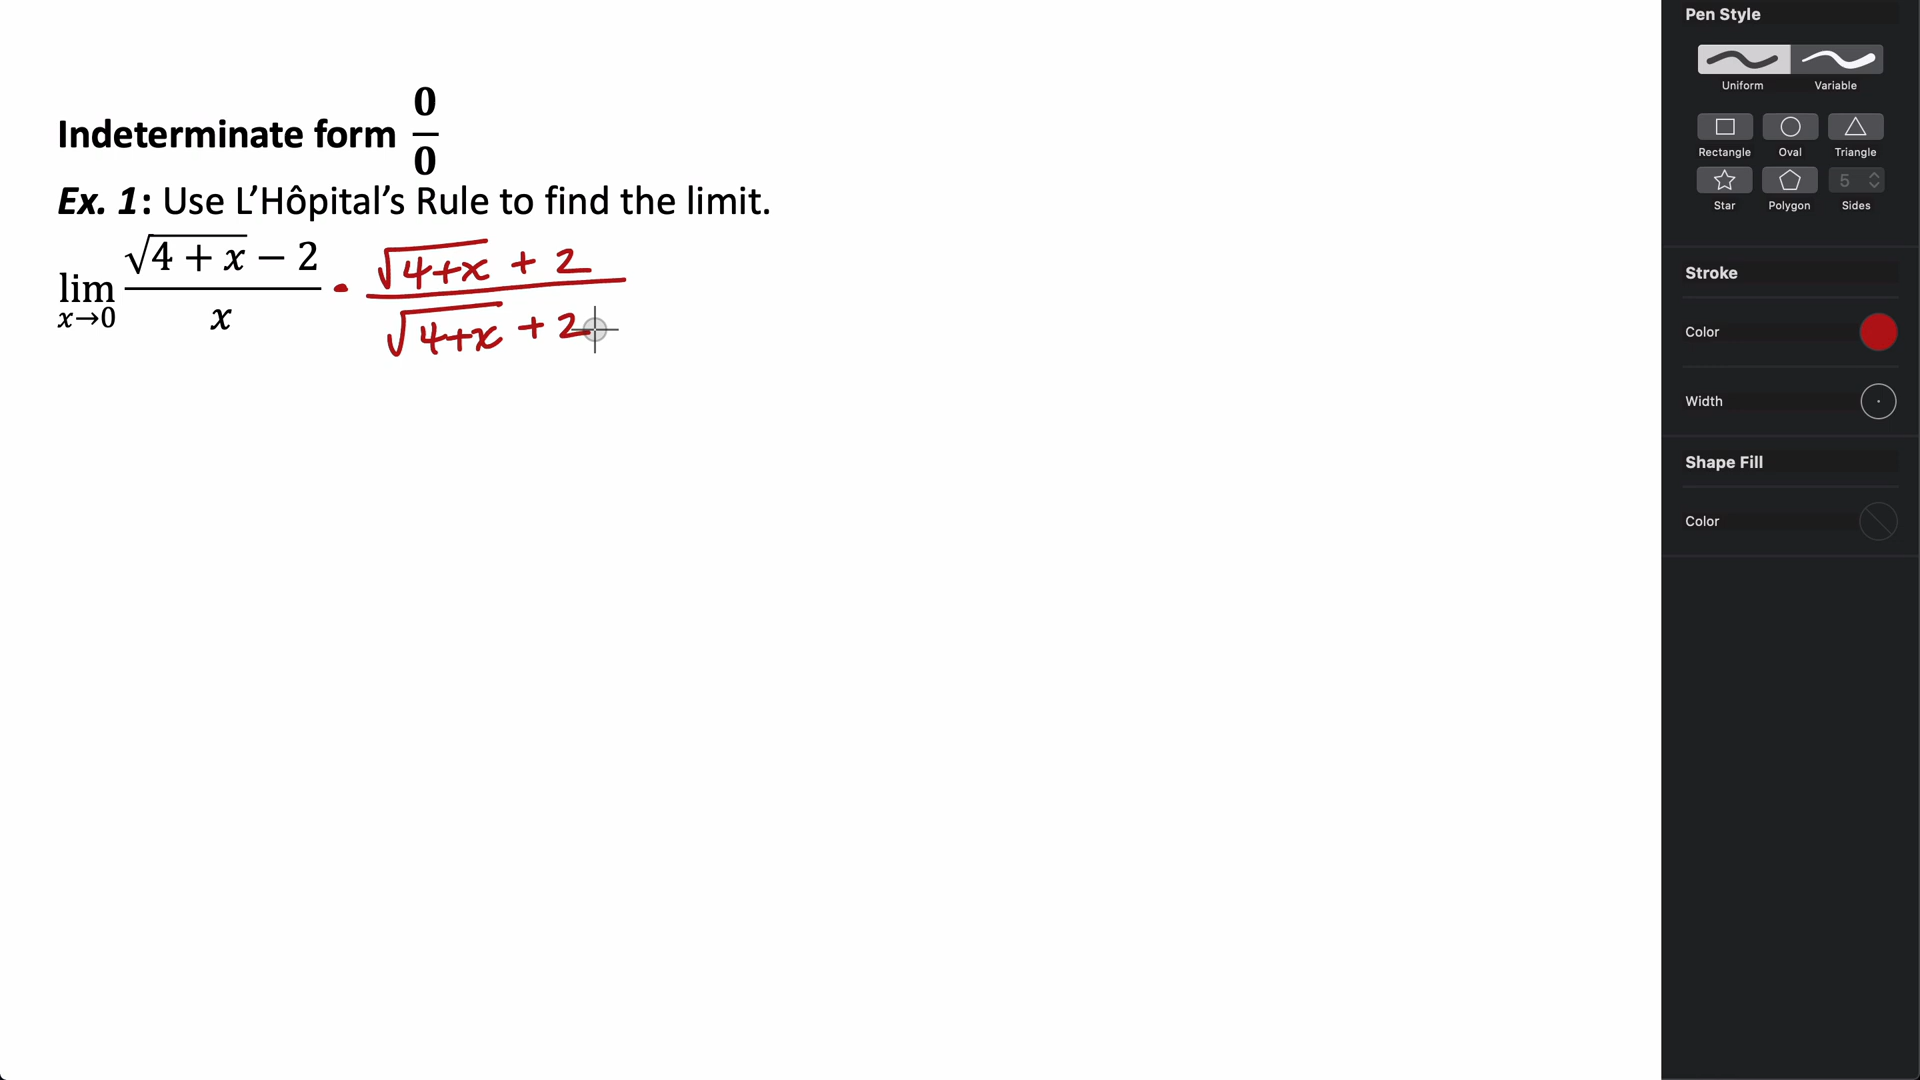 Indeterminate form 0/0
Ex. 1: Use L’Hôpital’s Rule to find the limit.
lim x→0 (√(4 + x) − 2)/x · (√(4+x) + 2)/(√(4+x) + 2)
Pen Style
Uniform Variable
Rectangle Oval Triangle
5
Star Polygon Sides
Stroke
Color
Width
Shape Fill
Color